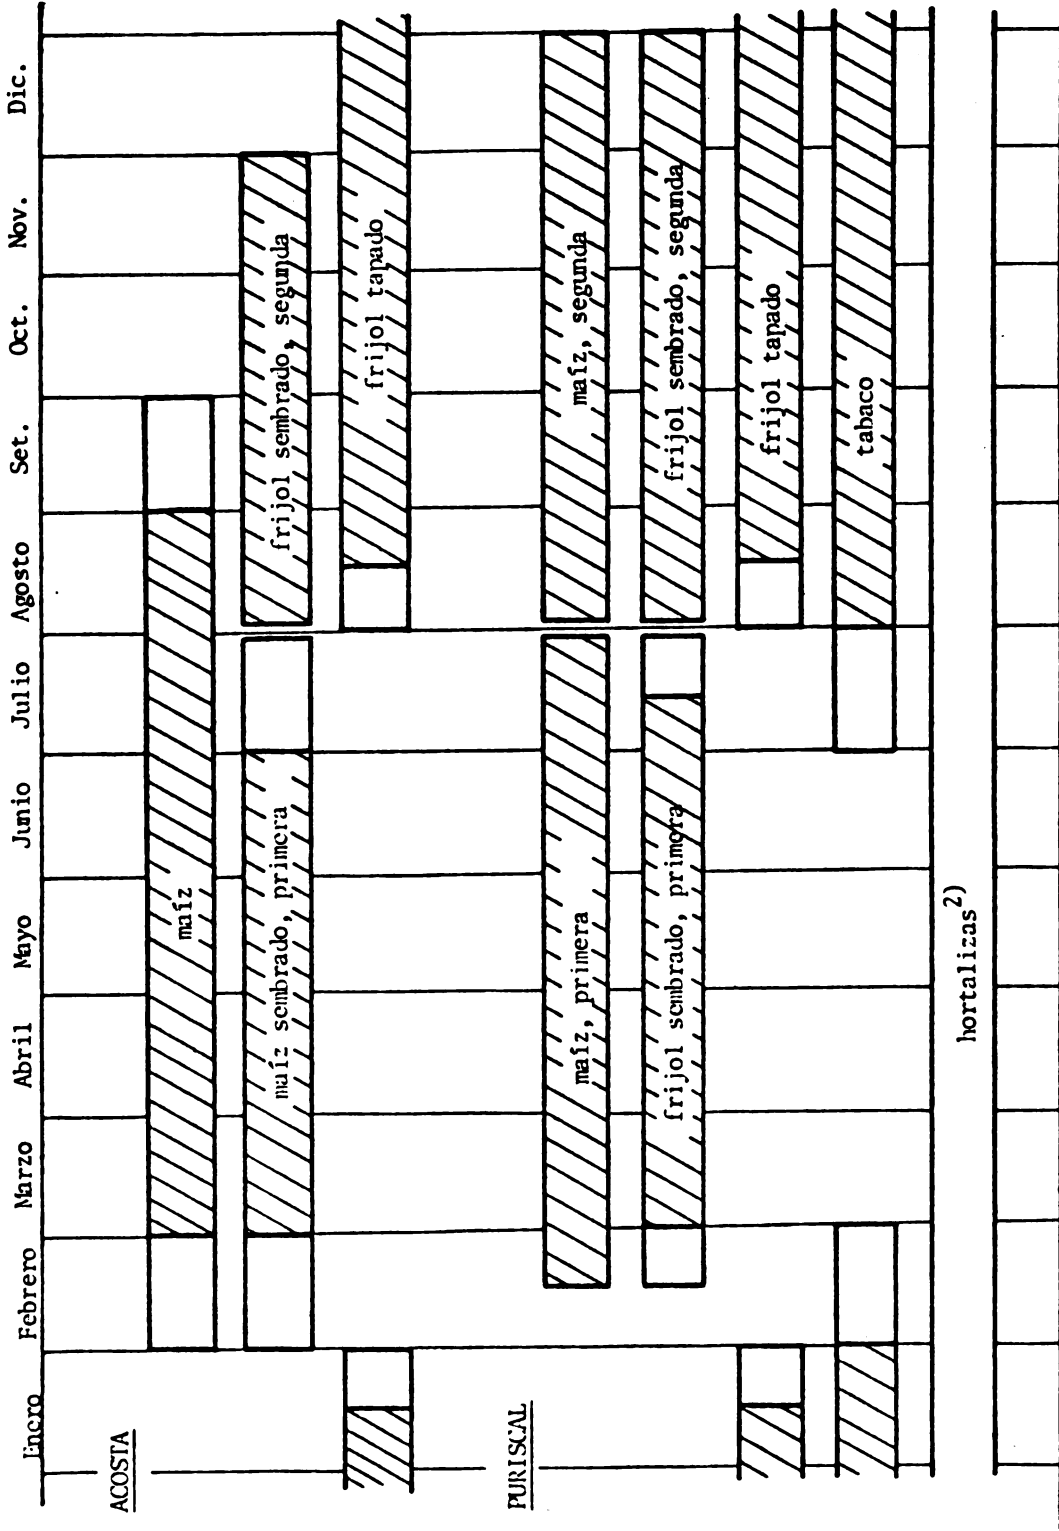 Enero Febrero Marzo Abril Mayo Junio Julio Agosto Set. Oct. Nov. Dic.
ACOSTA
maíz
maíz sembrado, primera
frijol sembrado, segunda
frijol tapado
PURISCAL
maíz, primera
maíz, segunda
frijol sembrado, primera
frijol sembrado, segunda
frijol tapado
tabaco
hortalizas²⁾